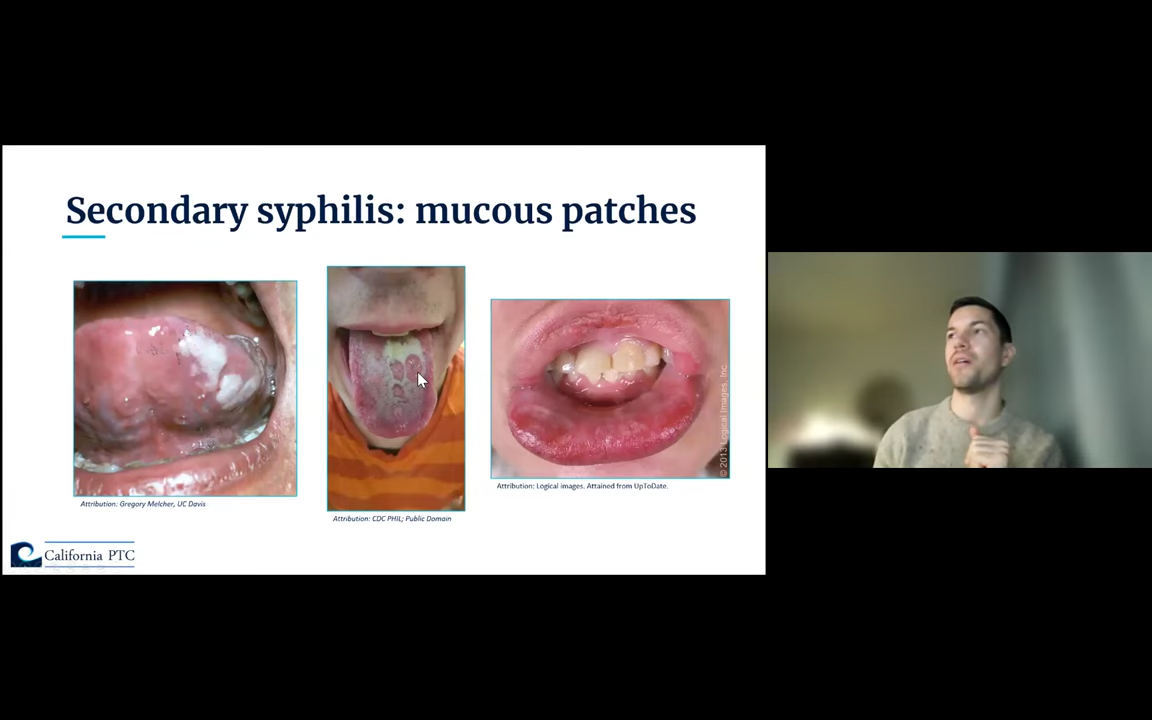 Secondary syphilis: mucous patches
Attribution: Gregory Melcher, UC Davis
Attribution: CDC PHIL; Public Domain
© 2013 Logical Images, Inc.
Attribution: Logical images. Attained from UpToDate.
California PTC